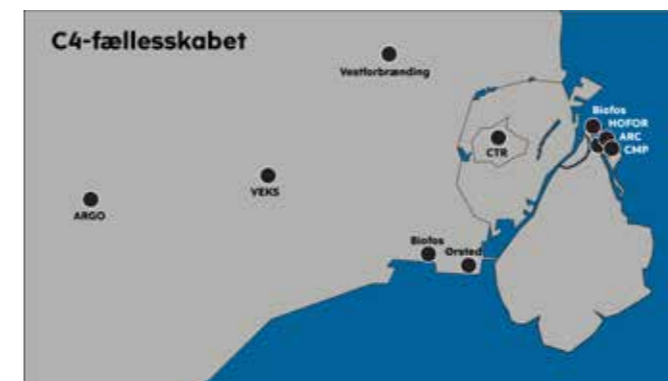 C4-fællesskabet
Vestforbrænding
Biofos
HOFOR
ARC
CMP
CTR
VEKS
ARGO
Biofos
Ørsted